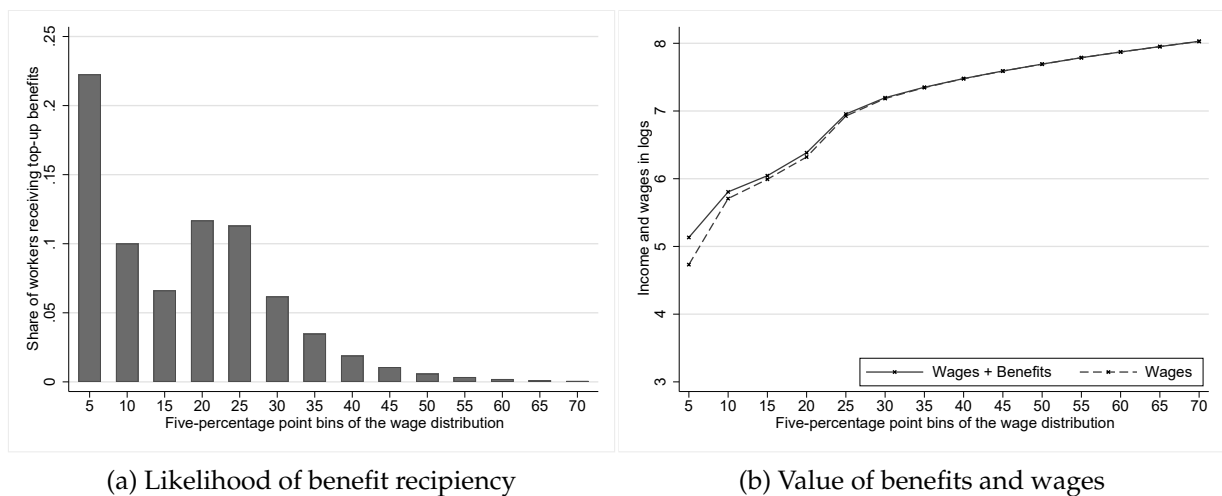 .25
.2
.15
.1
.05
0
Share of workers receiving top-up benefits
5 10 15 20 25 30 35 40 45 50 55 60 65 70
Five-percentage point bins of the wage distribution
(a) Likelihood of benefit recipiency
8
7
6
5
4
3
Income and wages in logs
Wages + Benefits Wages
5 10 15 20 25 30 35 40 45 50 55 60 65 70
Five-percentage point bins of the wage distribution
(b) Value of benefits and wages